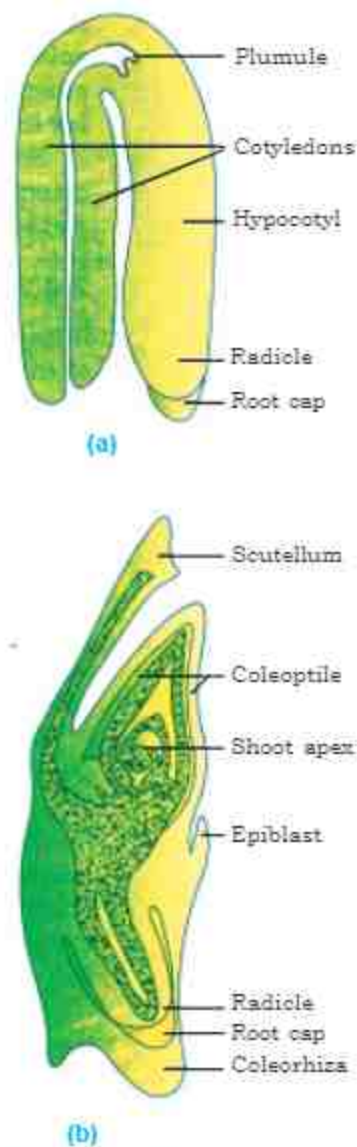 Plumule
Cotyledons
Hypocotyl
Radicle
Root cap
(a)
Scutellum
Coleoptile
Shoot apex
Epiblast
Radicle
Root cap
Coleorhiza
(b)